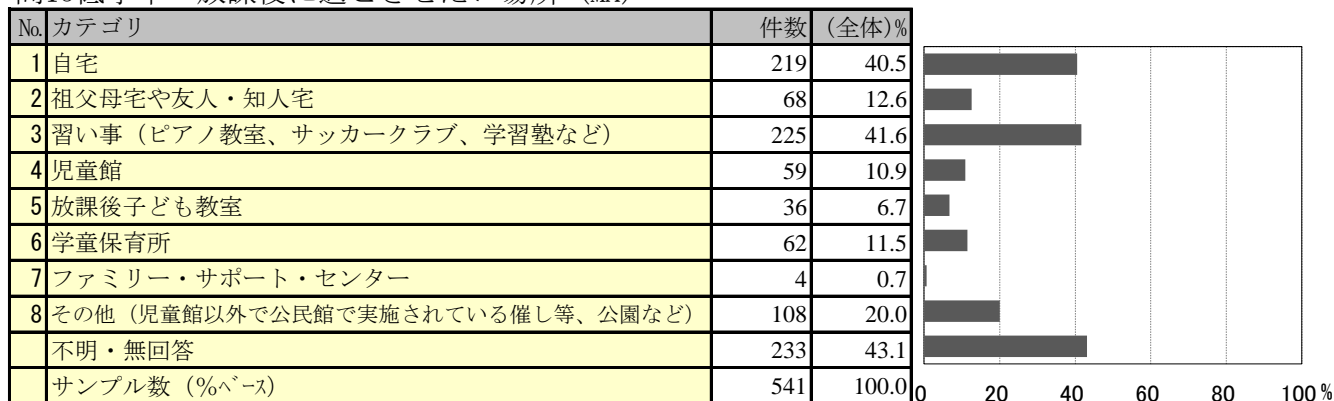 No. カテゴリ 件数 (全体)%
1 自宅 219 40.5
2 祖父母宅や友人・知人宅 68 12.6
3 習い事（ピアノ教室、サッカークラブ、学習塾など） 225 41.6
4 児童館 59 10.9
5 放課後子ども教室 36 6.7
6 学童保育所 62 11.5
7 ファミリー・サポート・センター 4 0.7
8 その他（児童館以外で公民館で実施されている催し等、公園など） 108 20.0
不明・無回答 233 43.1
サンプル数（%ﾍﾞｰｽ） 541 100.0
0 20 40 60 80 100 %